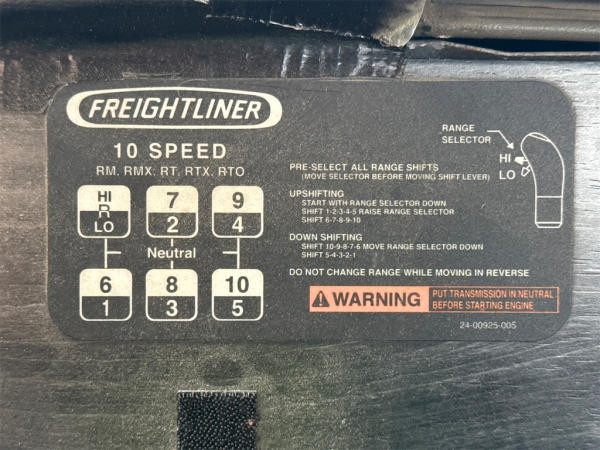 FREIGHTLINER
10 SPEED
RM, RMX, RT, RTX, RTO
HI
R
LO
7
2
9
4
Neutral
6
1
8
3
10
5
RANGE
SELECTOR
HI
LO
PRE-SELECT ALL RANGE SHIFTS
(MOVE SELECTOR BEFORE MOVING SHIFT LEVER)
UPSHIFTING
START WITH RANGE SELECTOR DOWN
SHIFT 1-2-3-4-5 RAISE RANGE SELECTOR
SHIFT 6-7-8-9-10
DOWN SHIFTING
SHIFT 10-9-8-7-6 MOVE RANGE SELECTOR DOWN
SHIFT 5-4-3-2-1
DO NOT CHANGE RANGE WHILE MOVING IN REVERSE
WARNING
PUT TRANSMISSION IN NEUTRAL
BEFORE STARTING ENGINE
24-00925-005